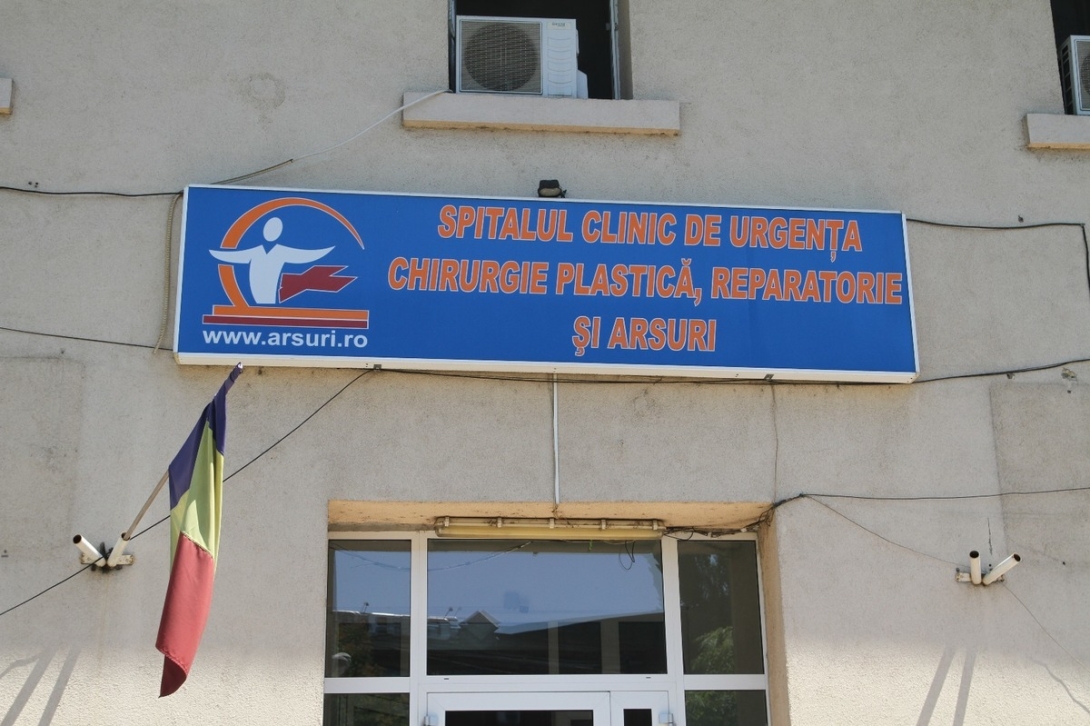 SPITALUL CLINIC DE URGENȚA
CHIRURGIE PLASTICĂ, REPARATORIE
ȘI ARSURI
www.arsuri.ro